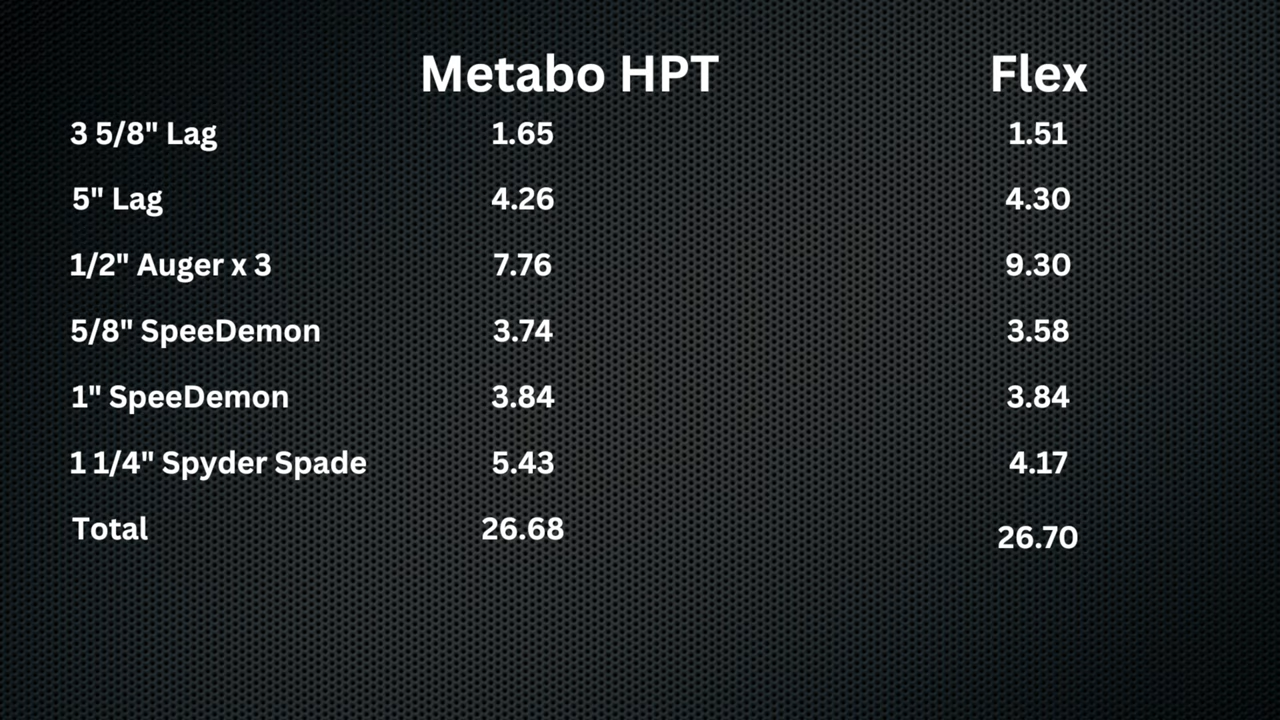 Metabo HPT Flex
3 5/8" Lag 1.65 1.51
5" Lag 4.26 4.30
1/2" Auger x 3 7.76 9.30
5/8" SpeeDemon 3.74 3.58
1" SpeeDemon 3.84 3.84
1 1/4" Spyder Spade 5.43 4.17
Total 26.68 26.70